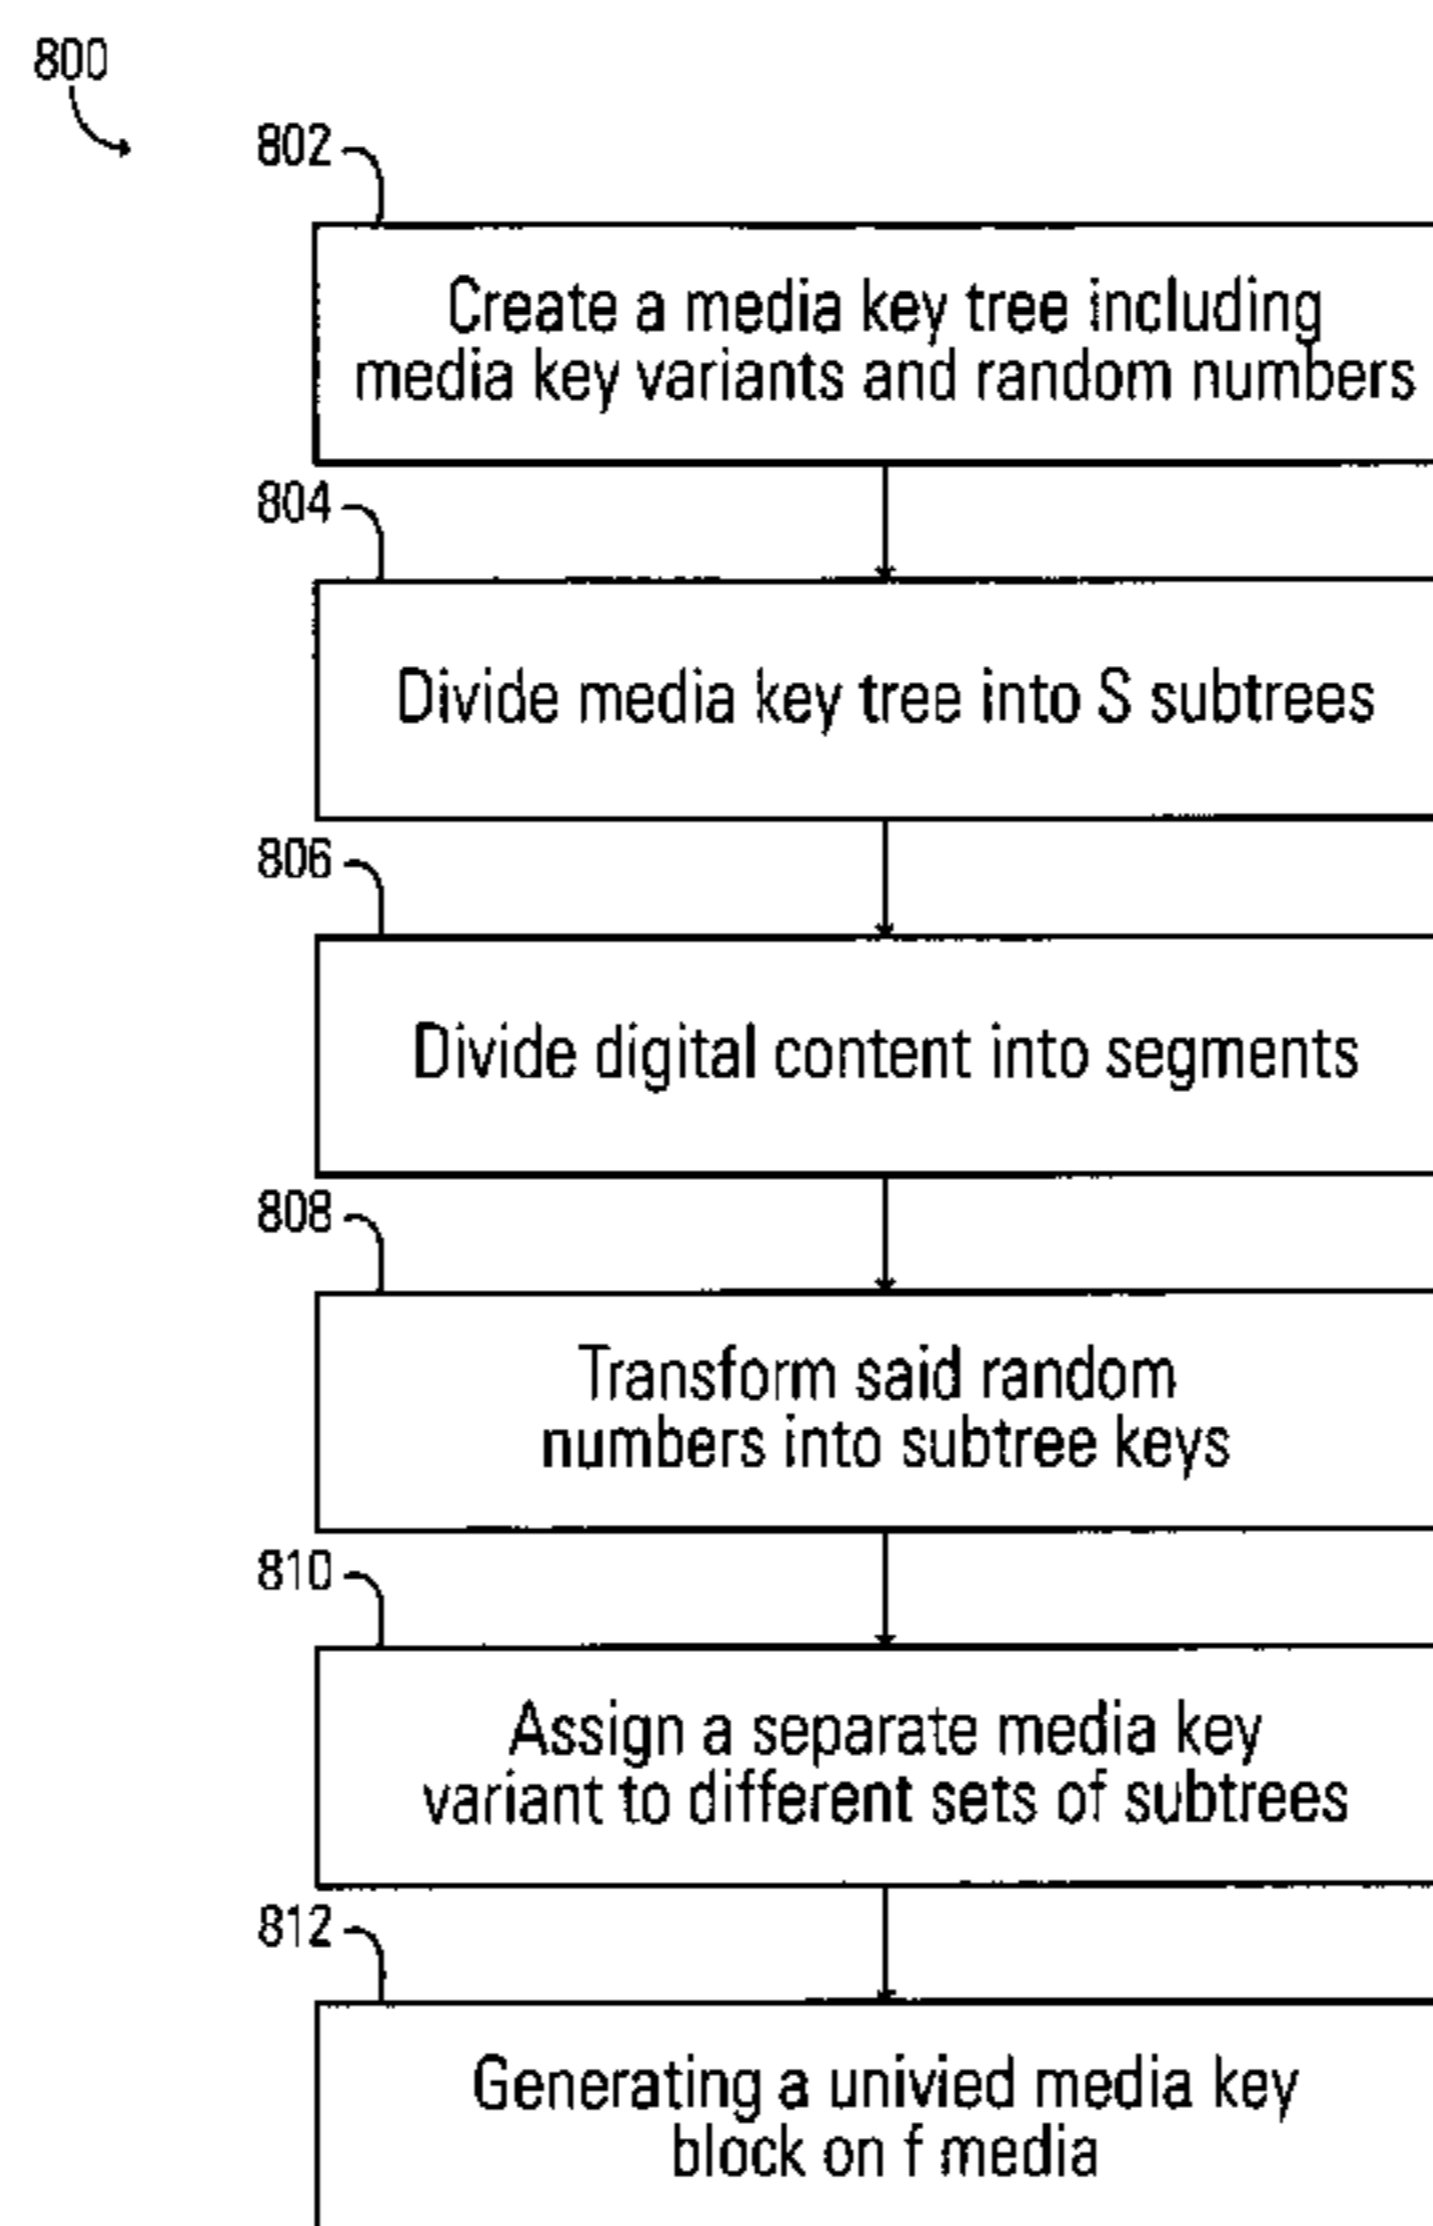 800
802
Create a media key tree including
media key variants and random numbers
804
Divide media key tree into S subtrees
806
Divide digital content into segments
808
Transform said random
numbers into subtree keys
810
Assign a separate media key
variant to different sets of subtrees
812
Generating a univied media key
block on f media